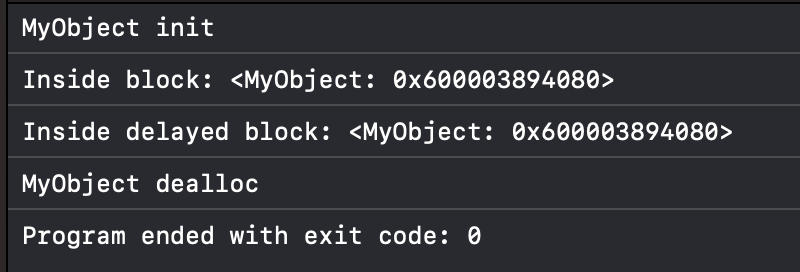 MyObject init
Inside block: <MyObject: 0x600003894080>
Inside delayed block: <MyObject: 0x600003894080>
MyObject dealloc
Program ended with exit code: 0